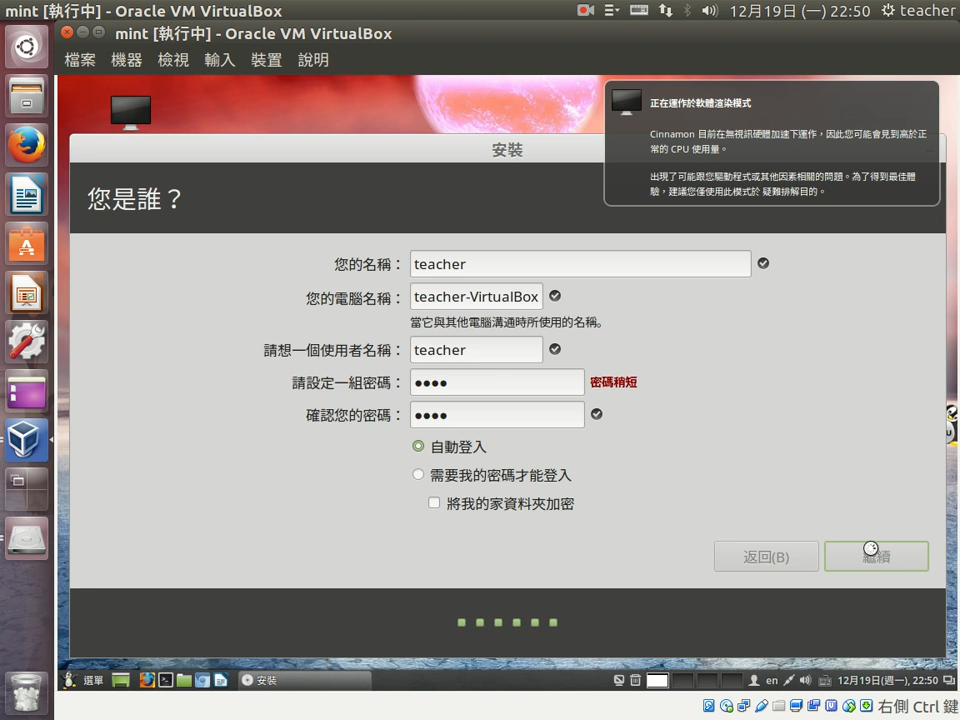 mint [執行中] - Oracle VM VirtualBox
12月19日 (一) 22:50
teacher
mint [執行中] - Oracle VM VirtualBox
檔案 機器 檢視 輸入 裝置 說明
正在運作於軟體渲染模式
Cinnamon 目前在無視訊硬體加速下運作，因此您可能會見到高於正
常的 CPU 使用量。
出現了可能跟您驅動程式或其他因素相關的問題。為了得到最佳體
驗，建議您僅使用此模式於 疑難排解目的。
安裝
您是誰？
您的名稱： teacher
您的電腦名稱： teacher-VirtualBox
當它與其他電腦溝通時所使用的名稱。
請想一個使用者名稱： teacher
請設定一組密碼： ●●●● 密碼稍短
確認您的密碼： ●●●●
自動登入
需要我的密碼才能登入
將我的家資料夾加密
返回(B) 繼續
選單 安裝 en 12月19日(週一), 22:50
右側 Ctrl 鍵